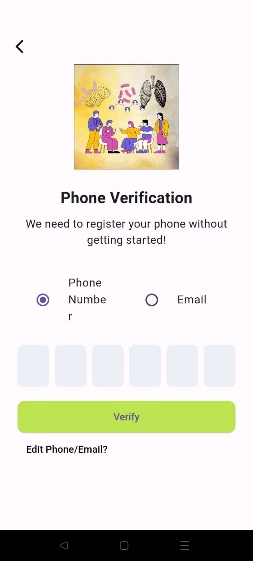 Phone Verification
We need to register your phone without
getting started!
Phone
Numbe
r
Email
Verify
Edit Phone/Email?